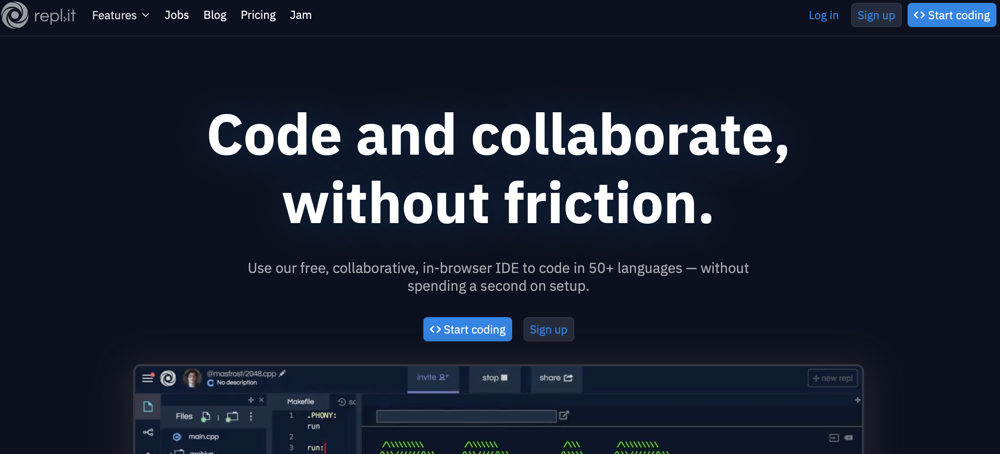 repl.it Features Jobs Blog Pricing Jam Log in Sign up <> Start coding
Code and collaborate,
without friction.
Use our free, collaborative, in-browser IDE to code in 50+ languages — without
spending a second on setup.
<> Start coding Sign up
@masfrost/2048.cpp invite stop share + new repl
No description
Makefile
Files
1 .PHONY:
run
main.cpp
2
3 run:
archive